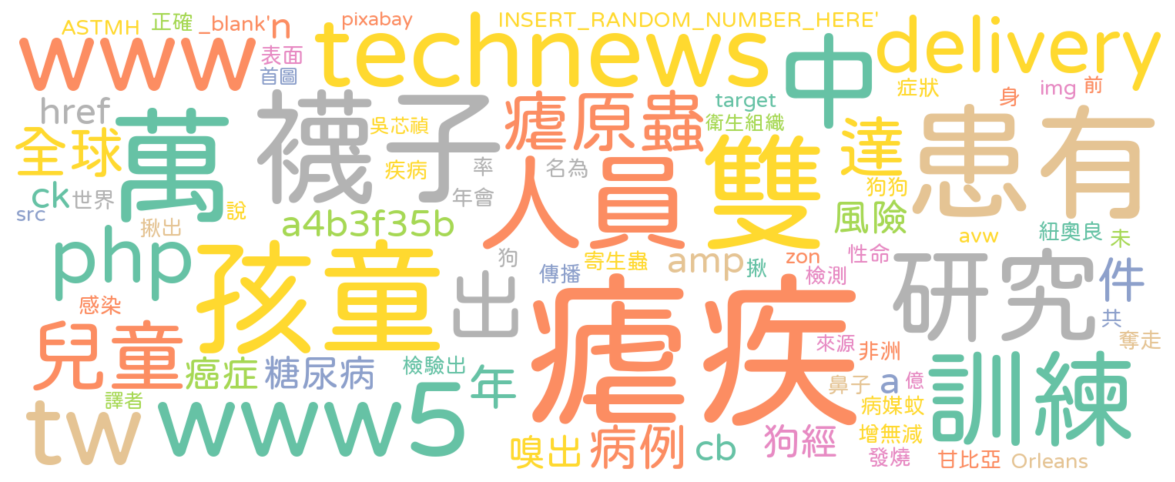 ASTMH
正確
_blank'
n
pixabay
INSERT_RANDOM_NUMBER_HERE'
www
表面
首圖
technews
中
delivery
症狀
身
img
前
href
全球
萬
襪子
吳芯禎
疾病
率
年會
瘧原蟲
名為
target
衛生組織
雙
達
狗狗
患有
ck
世界
src
揪出
說
a4b3f35b
人員
風險
avw
紐奧良
未
php
感染
孩童
出
狗
傳播
寄生蟲
amp
揪
zon
性命
檢測
研究
件
共
奪走
兒童
癌症
糖尿病
檢驗出
年
瘧疾
來源
非洲
鼻子
a
億
訓練
tw
譯者
www5
嗅出
病例
cb
狗經
病媒蚊
增無減
發燒
甘比亞
Orleans